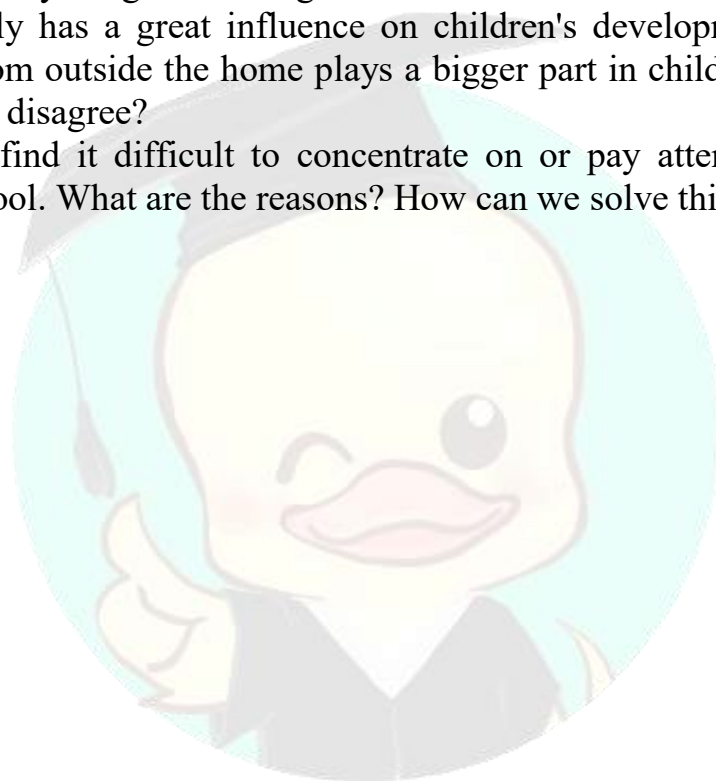 ly has a great influence on children's developm
om outside the home plays a bigger part in child
disagree?
find it difficult to concentrate on or pay atten
ool. What are the reasons? How can we solve thi